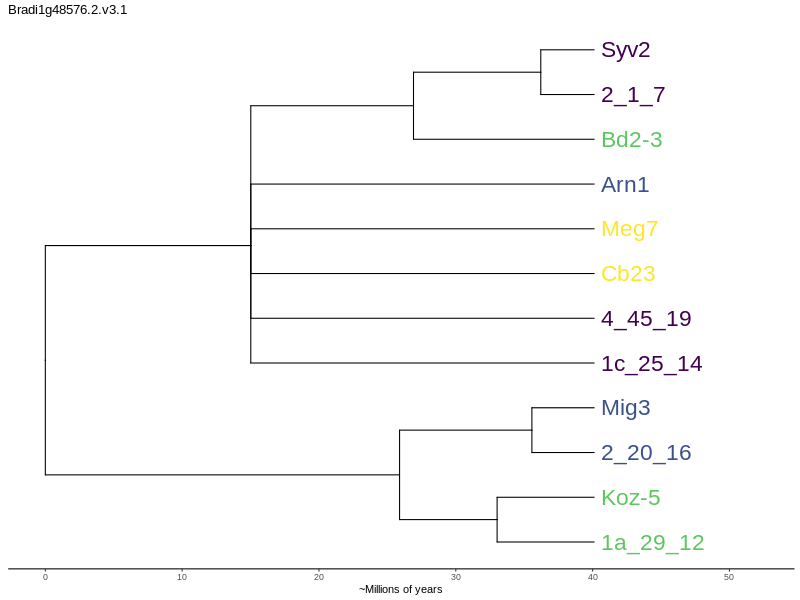 Bradi1g48576.2.v3.1
Syv2
2_1_7
Bd2-3
Arn1
Meg7
Cb23
4_45_19
1c_25_14
Mig3
2_20_16
Koz-5
1a_29_12
0 10 20 30 40 50
~Millions of years